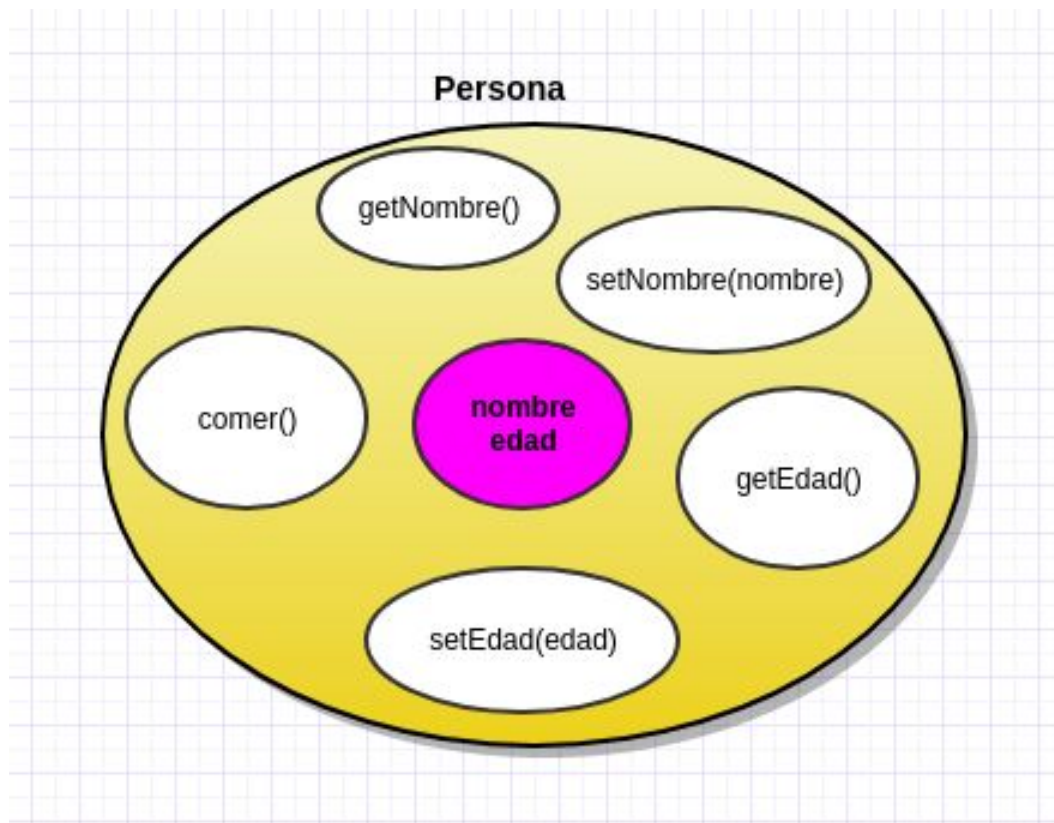 Persona
getNombre()
setNombre(nombre)
comer()
nombre
edad
getEdad()
setEdad(edad)